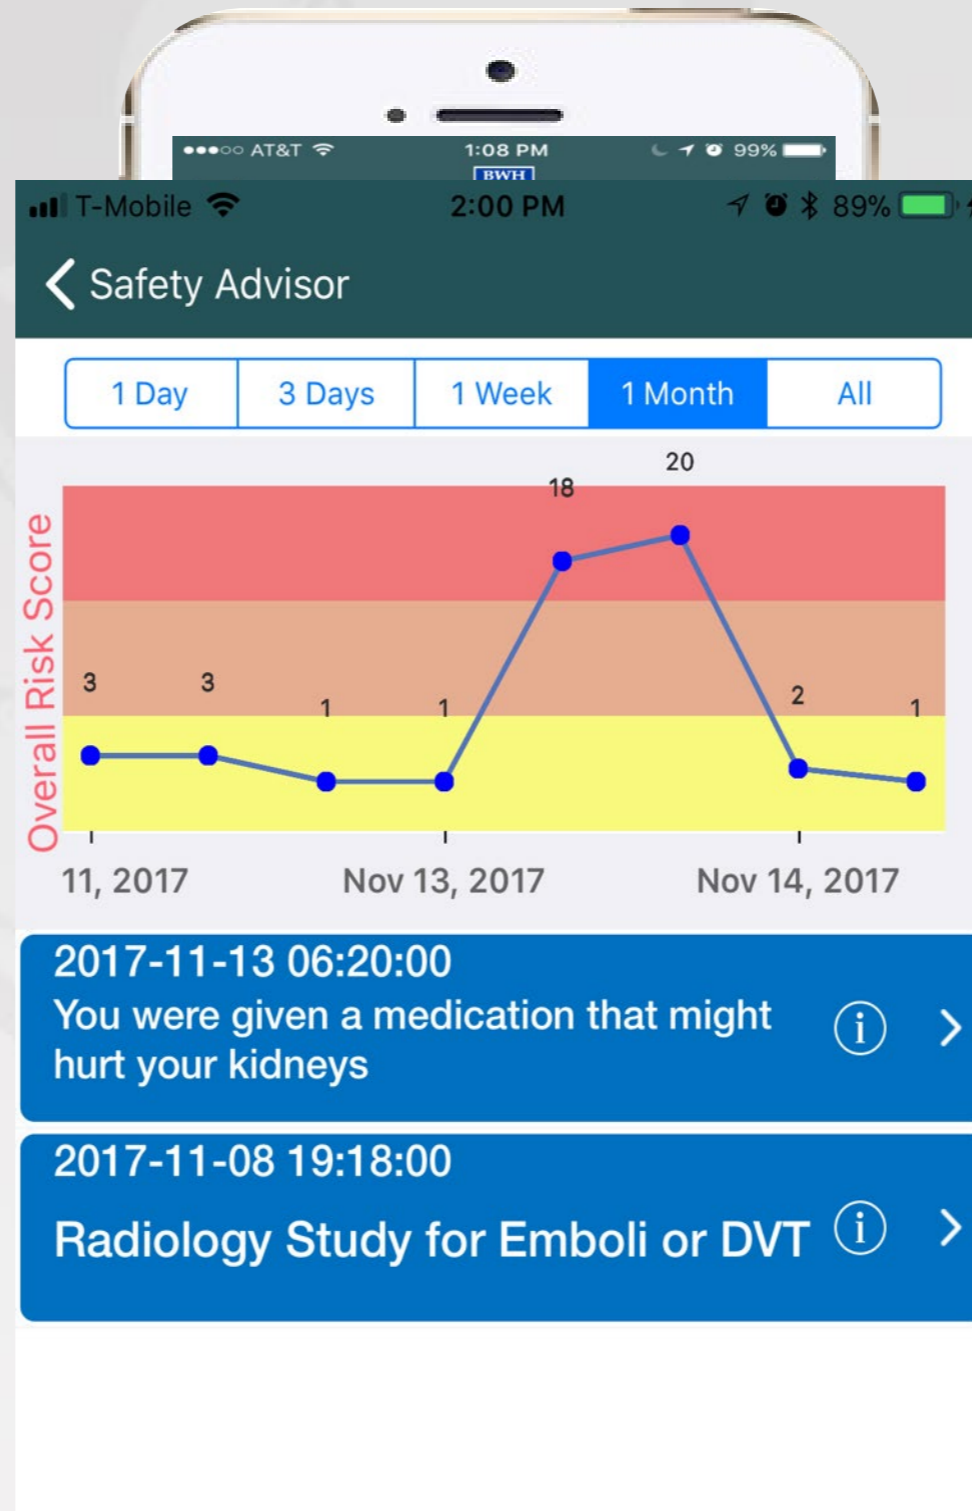 AT&T 1:08 PM 99%
BWH
T-Mobile 2:00 PM 89%
Safety Advisor
1 Day 3 Days 1 Week 1 Month All
Overall Risk Score
20
18
3 3 1 1 2 1
11, 2017 Nov 13, 2017 Nov 14, 2017
2017-11-13 06:20:00
You were given a medication that might
hurt your kidneys
2017-11-08 19:18:00
Radiology Study for Emboli or DVT